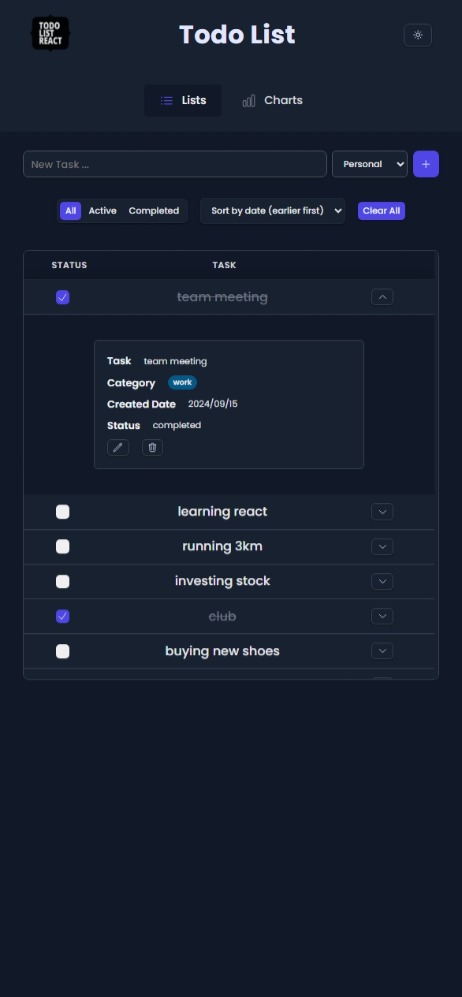 TODO
LIST
REACT
Todo List
Lists Charts
New Task ... Personal +
All Active Completed Sort by date (earlier first) Clear All
STATUS TASK
team meeting
Task team meeting
Category work
Created Date 2024/09/15
Status completed
learning react
running 3km
investing stock
club
buying new shoes